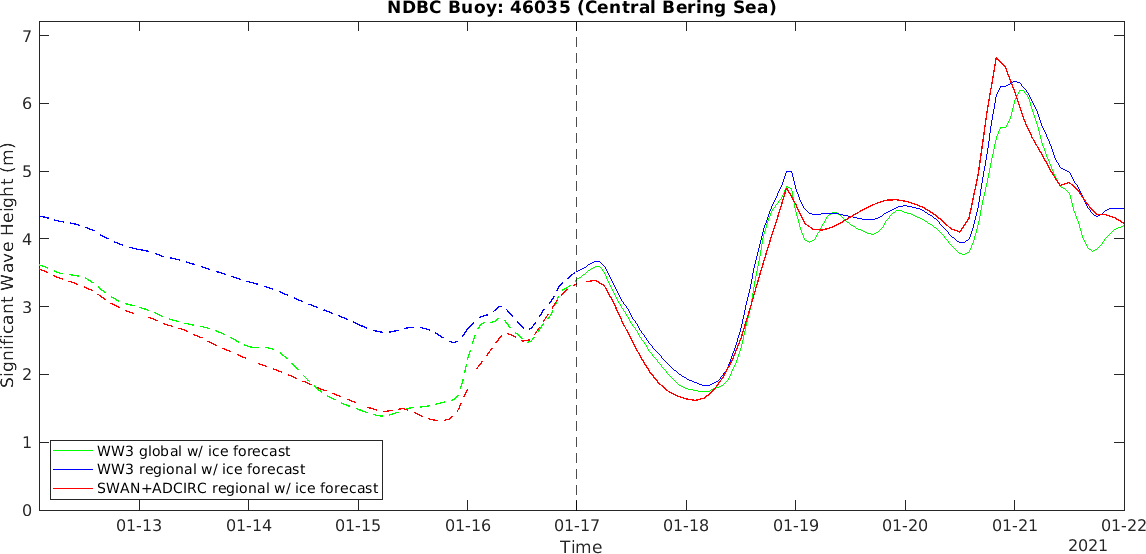 NDBC Buoy: 46035 (Central Bering Sea)
7
6
5
4
3
2
1
0
Significant Wave Height (m)
WW3 global w/ ice forecast
WW3 regional w/ ice forecast
SWAN+ADCIRC regional w/ ice forecast
01-13 01-14 01-15 01-16 01-17 01-18 01-19 01-20 01-21 01-22
Time
2021